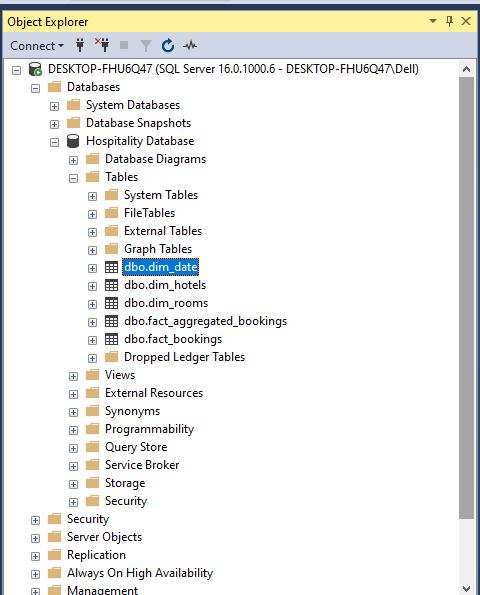 Object Explorer
Connect
DESKTOP-FHU6Q47 (SQL Server 16.0.1000.6 - DESKTOP-FHU6Q47\Dell)
Databases
System Databases
Database Snapshots
Hospitality Database
Database Diagrams
Tables
System Tables
FileTables
External Tables
Graph Tables
dbo.dim_date
dbo.dim_hotels
dbo.dim_rooms
dbo.fact_aggregated_bookings
dbo.fact_bookings
Dropped Ledger Tables
Views
External Resources
Synonyms
Programmability
Query Store
Service Broker
Storage
Security
Security
Server Objects
Replication
Always On High Availability
Management